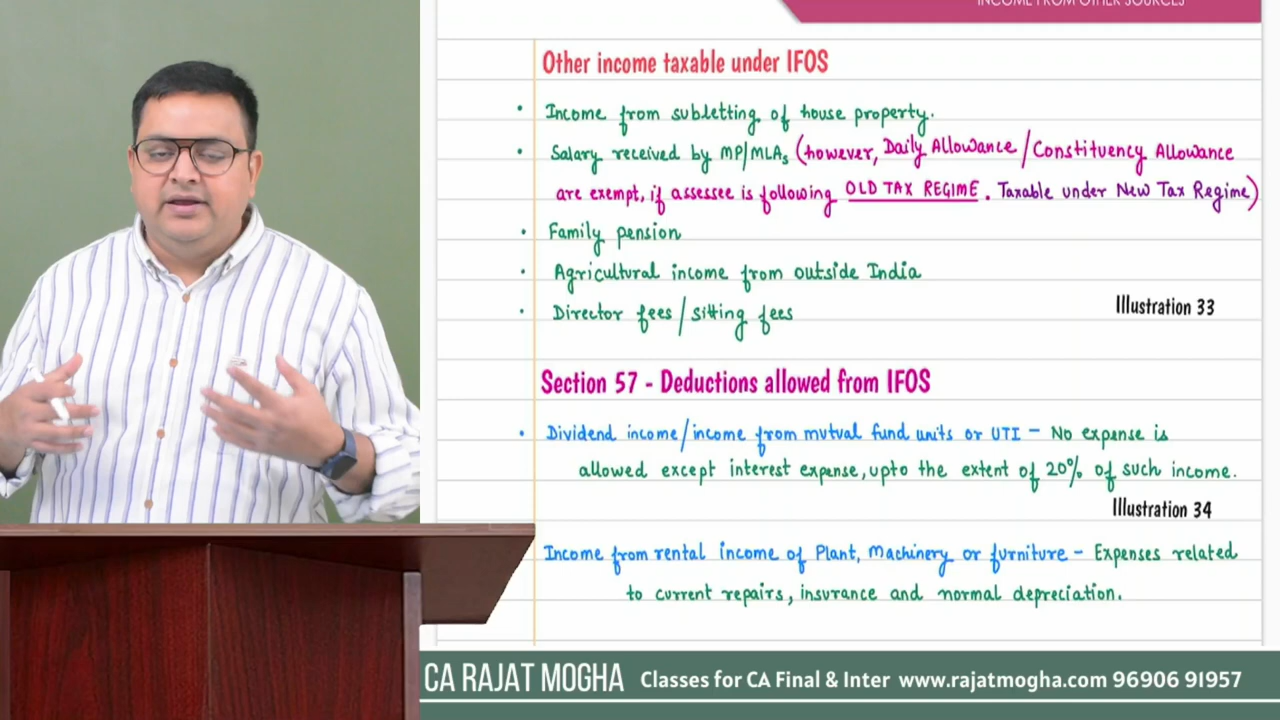 INCOME FROM OTHER SOURCES
Other income taxable under IFOS
• Income from subletting of house property.
• Salary received by MP/MLAs (however, Daily Allowance / Constituency Allowance
are exempt, if assessee is following OLD TAX REGIME. Taxable under New Tax Regime)
• Family pension
• Agricultural income from outside India
• Director fees / sitting fees
Illustration 33
Section 57 - Deductions allowed from IFOS
• Dividend income/income from mutual fund units or UTI - No expense is
allowed except interest expense, upto the extent of 20% of such income.
Illustration 34
Income from rental income of Plant, Machinery or furniture - Expenses related
to current repairs, insurance and normal depreciation.
CA RAJAT MOGHA Classes for CA Final & Inter www.rajatmogha.com 96906 91957